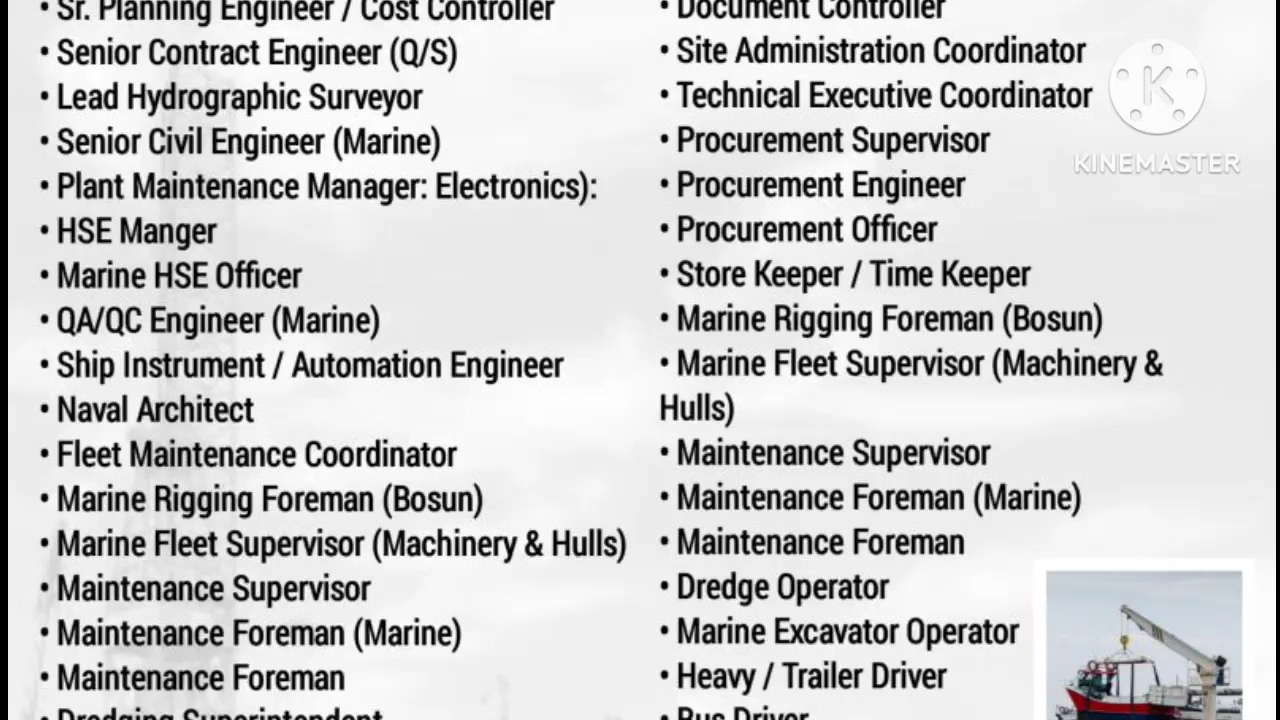 • Sr. Planning Engineer / Cost Controller
• Senior Contract Engineer (Q/S)
• Lead Hydrographic Surveyor
• Senior Civil Engineer (Marine)
• Plant Maintenance Manager: Electronics):
• HSE Manger
• Marine HSE Officer
• QA/QC Engineer (Marine)
• Ship Instrument / Automation Engineer
• Naval Architect
• Fleet Maintenance Coordinator
• Marine Rigging Foreman (Bosun)
• Marine Fleet Supervisor (Machinery & Hulls)
• Maintenance Supervisor
• Maintenance Foreman (Marine)
• Maintenance Foreman
• Dredging Superintendent
• Document Controller
• Site Administration Coordinator
• Technical Executive Coordinator
• Procurement Supervisor
• Procurement Engineer
• Procurement Officer
• Store Keeper / Time Keeper
• Marine Rigging Foreman (Bosun)
• Marine Fleet Supervisor (Machinery &
Hulls)
• Maintenance Supervisor
• Maintenance Foreman (Marine)
• Maintenance Foreman
• Dredge Operator
• Marine Excavator Operator
• Heavy / Trailer Driver
• Bus Driver
K
KINEMASTER